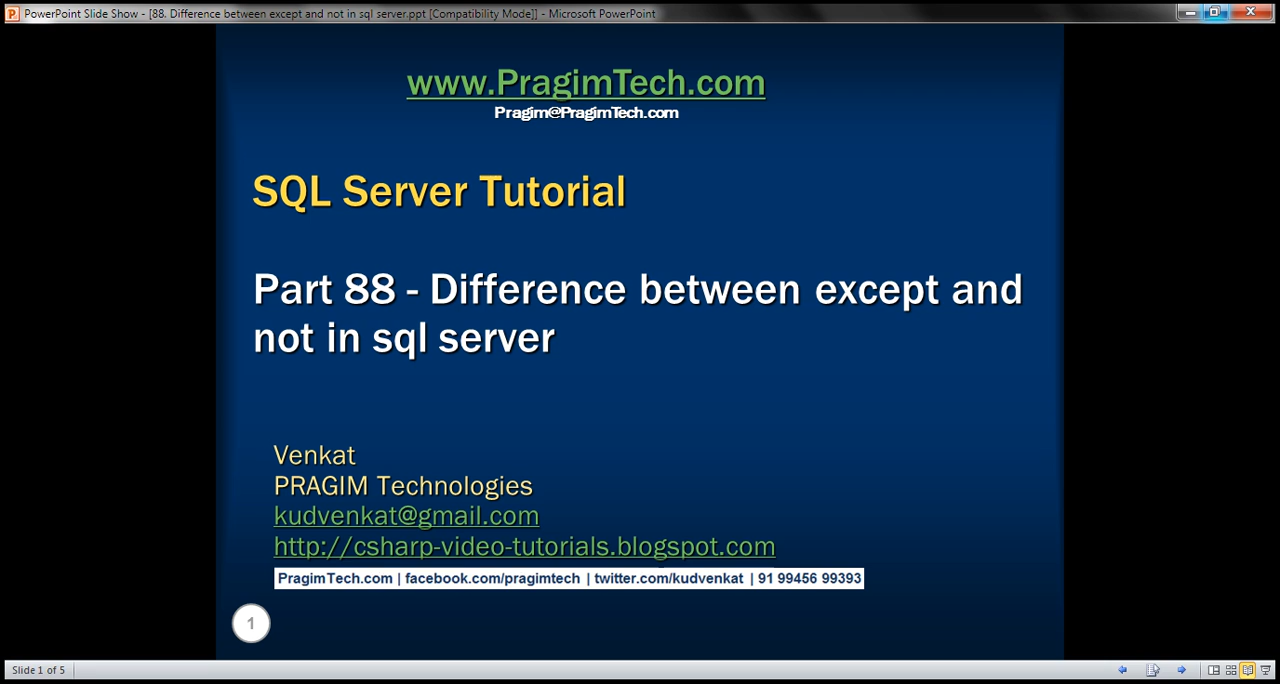 PowerPoint Slide Show - [88. Difference between except and not in sql server.ppt [Compatibility Mode]] - Microsoft PowerPoint
www.PragimTech.com
Pragim@PragimTech.com
SQL Server Tutorial
Part 88 - Difference between except and
not in sql server
Venkat
PRAGIM Technologies
kudvenkat@gmail.com
http://csharp-video-tutorials.blogspot.com
PragimTech.com | facebook.com/pragimtech | twitter.com/kudvenkat | 91 99456 99393
1
Slide 1 of 5